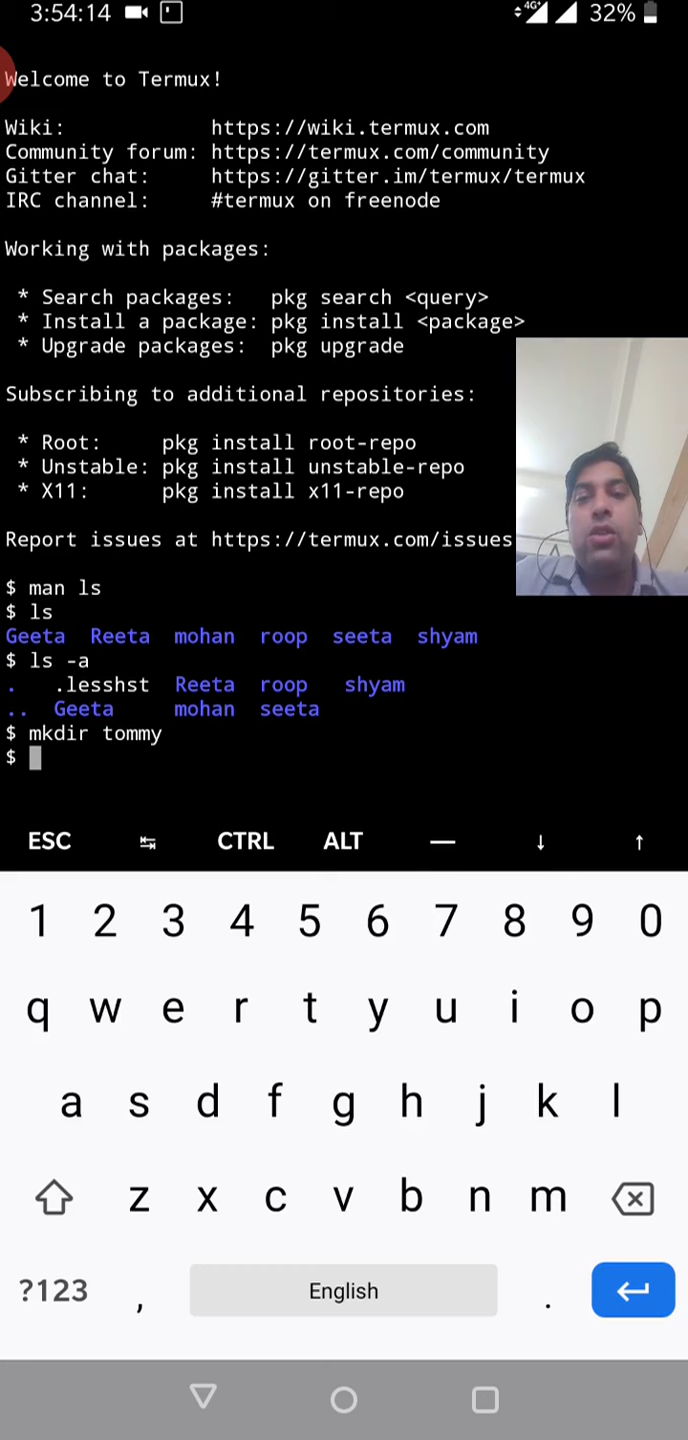 3:54:14 4G+ 32%
Welcome to Termux!
Wiki: https://wiki.termux.com
Community forum: https://termux.com/community
Gitter chat: https://gitter.im/termux/termux
IRC channel: #termux on freenode
Working with packages:
* Search packages: pkg search <query>
* Install a package: pkg install <package>
* Upgrade packages: pkg upgrade
Subscribing to additional repositories:
* Root: pkg install root-repo
* Unstable: pkg install unstable-repo
* X11: pkg install x11-repo
Report issues at https://termux.com/issues
$ man ls
$ ls
Geeta Reeta mohan roop seeta shyam
$ ls -a
. .lesshst Reeta roop shyam
.. Geeta mohan seeta
$ mkdir tommy
$
ESC ↹ CTRL ALT — ↓ ↑
1 2 3 4 5 6 7 8 9 0
q w e r t y u i o p
a s d f g h j k l
z x c v b n m
?123 , English .